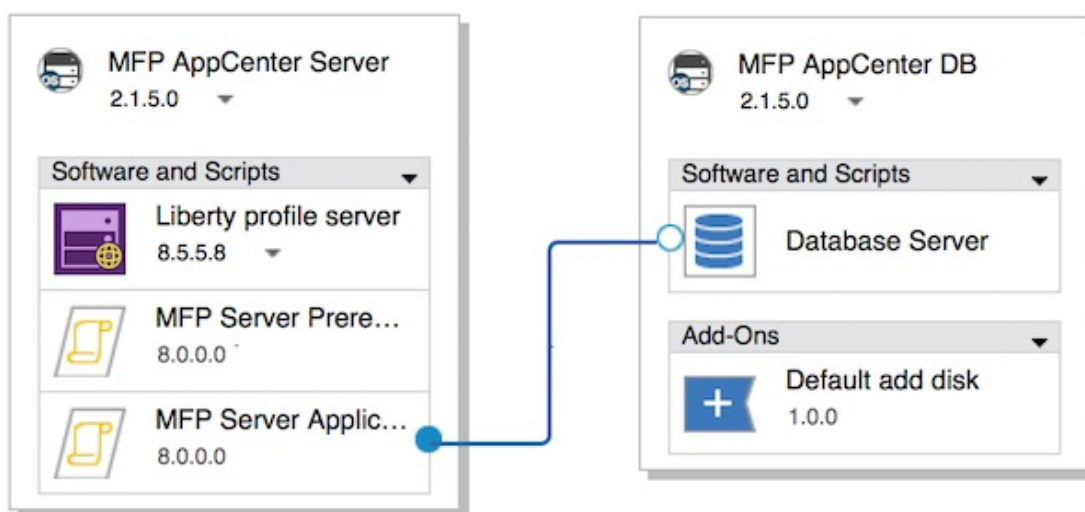 MFP AppCenter Server
2.1.5.0
Software and Scripts
Liberty profile server
8.5.5.8
MFP Server Prere...
8.0.0.0
MFP Server Applic...
8.0.0.0
MFP AppCenter DB
2.1.5.0
Software and Scripts
Database Server
Add-Ons
Default add disk
1.0.0